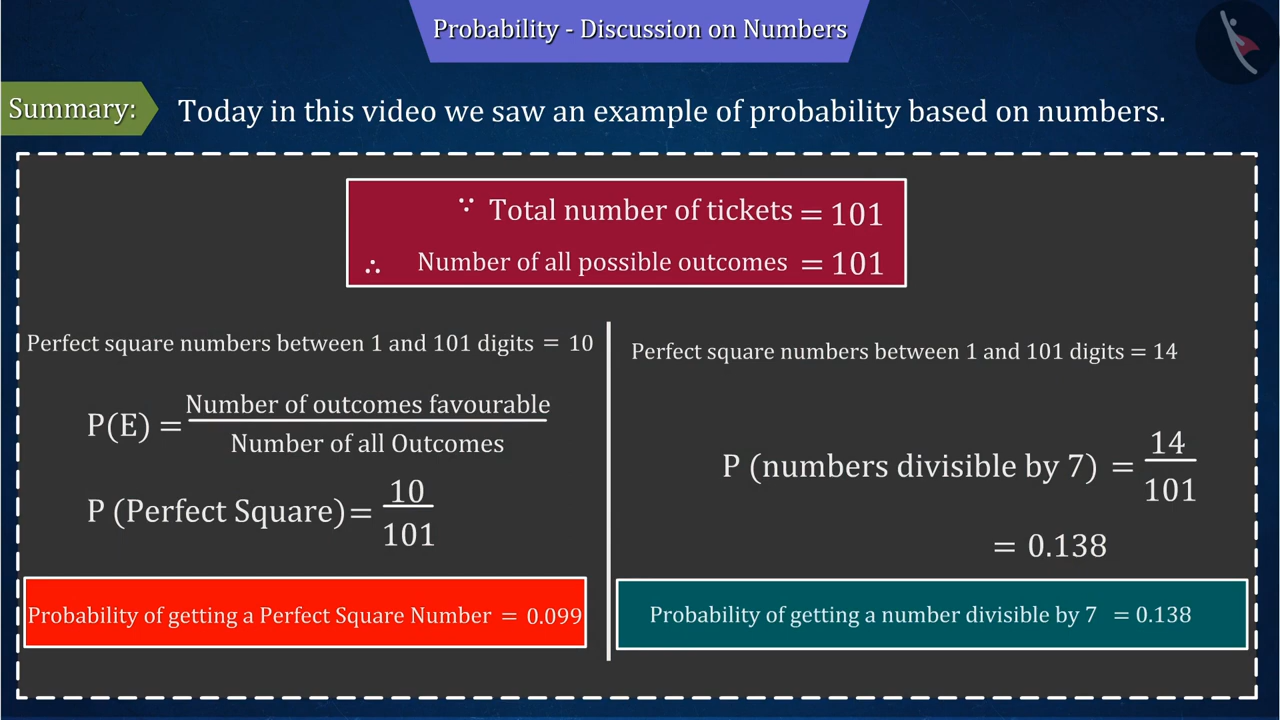 Probability - Discussion on Numbers
Summary:
Today in this video we saw an example of probability based on numbers.
∵ Total number of tickets = 101
∴ Number of all possible outcomes = 101
Perfect square numbers between 1 and 101 digits = 10
P(E) = Number of outcomes favourable
Number of all Outcomes
P (Perfect Square) = 10
101
Probability of getting a Perfect Square Number = 0.099
Perfect square numbers between 1 and 101 digits = 14
P (numbers divisible by 7) = 14
101
= 0.138
Probability of getting a number divisible by 7 = 0.138